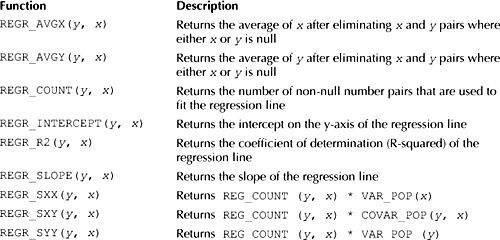 Function Description
REGR_AVGX(y, x) Returns the average of x after eliminating x and y pairs where
either x or y is null
REGR_AVGY(y, x) Returns the average of y after eliminating x and y pairs where
either x or y is null
REGR_COUNT(y, x) Returns the number of non-null number pairs that are used to
fit the regression line
REGR_INTERCEPT(y, x) Returns the intercept on the y-axis of the regression line
REGR_R2(y, x) Returns the coefficient of determination (R-squared) of the
regression line
REGR_SLOPE(y, x) Returns the slope of the regression line
REGR_SXX(y, x) Returns REG_COUNT (y, x) * VAR_POP(x)
REGR_SXY(y, x) Returns REG_COUNT (y, x) * COVAR_POP(y, x)
REGR_SYY(y, x) Returns REG_COUNT (y, x) * VAR_POP (y)